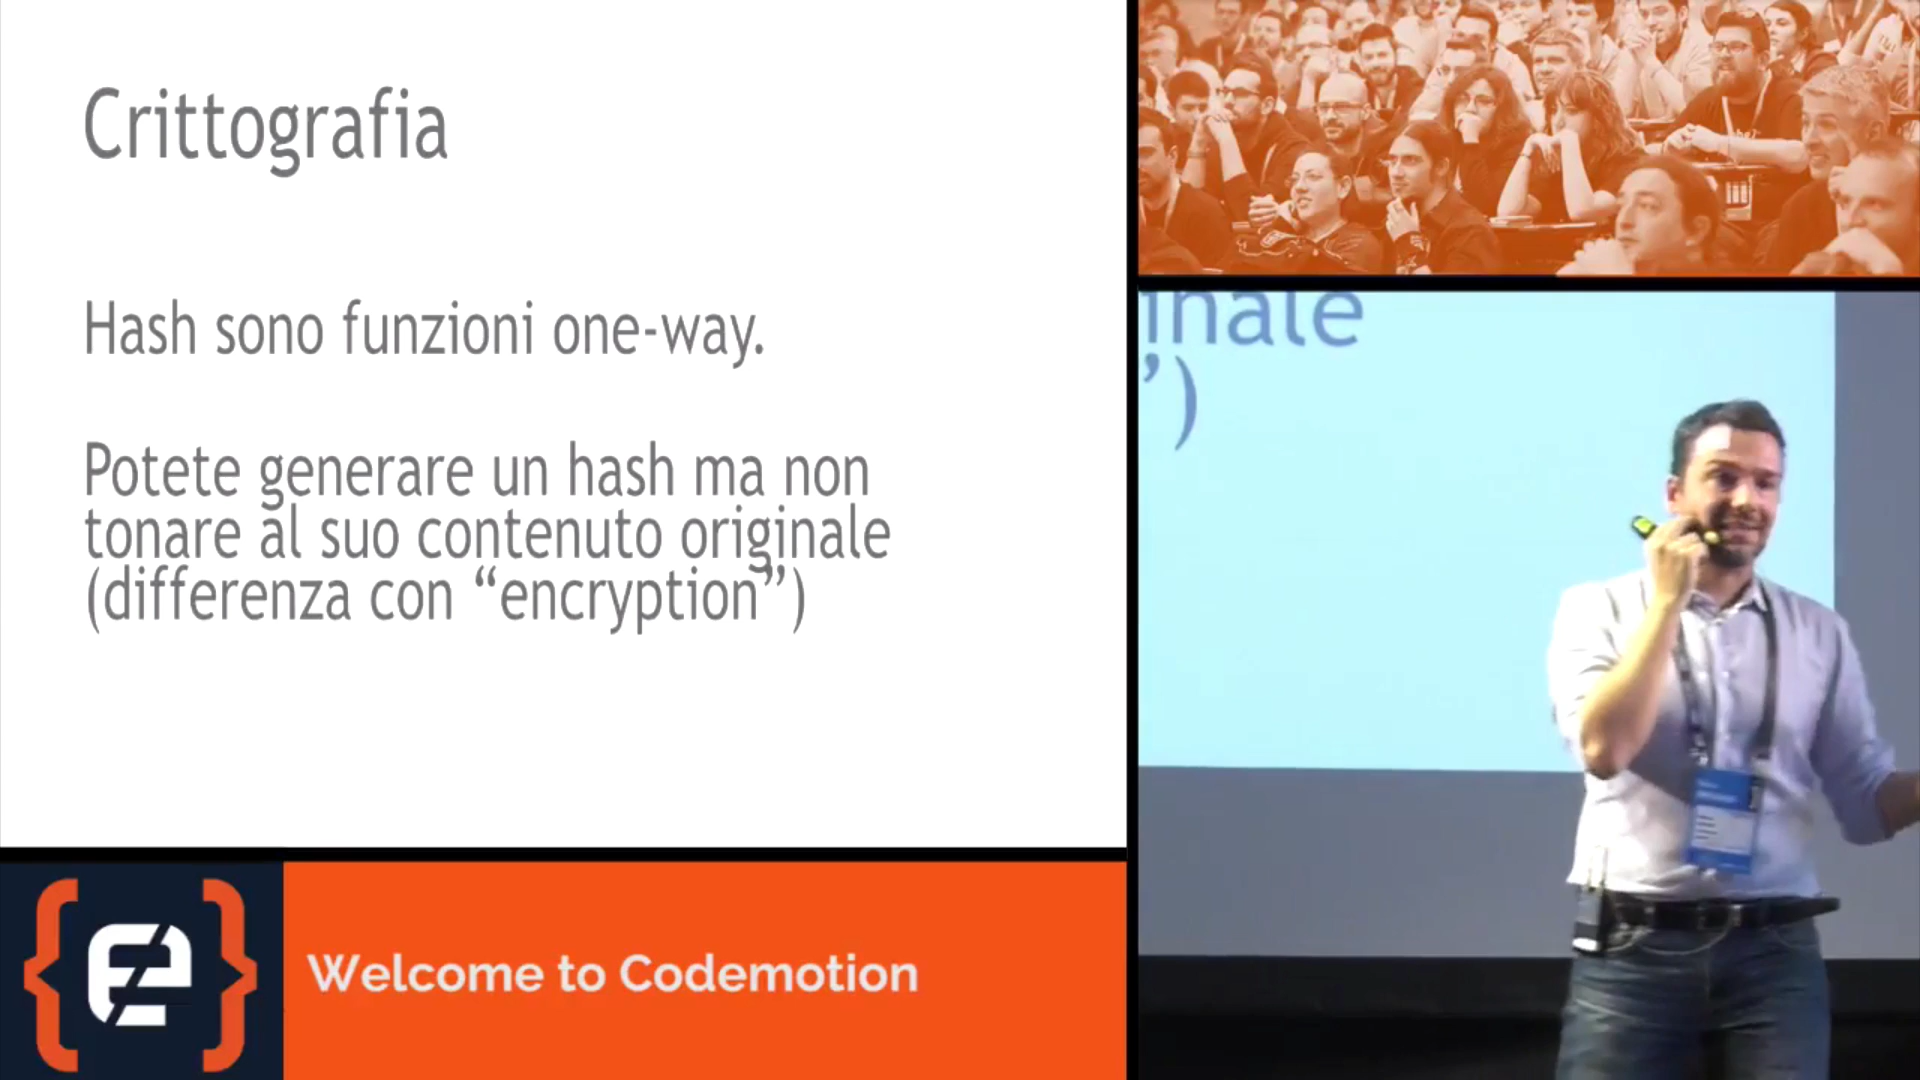 Crittografia
Hash sono funzioni one-way.
Potete generare un hash ma non
tonare al suo contenuto originale
(differenza con “encryption”)
Welcome to Codemotion
inale
”)